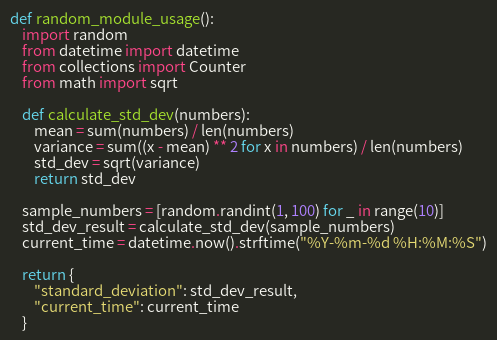 def random_module_usage():
    import random
    from datetime import datetime
    from collections import Counter
    from math import sqrt

    def calculate_std_dev(numbers):
        mean = sum(numbers) / len(numbers)
        variance = sum((x - mean) ** 2 for x in numbers) / len(numbers)
        std_dev = sqrt(variance)
        return std_dev

    sample_numbers = [random.randint(1, 100) for _ in range(10)]
    std_dev_result = calculate_std_dev(sample_numbers)
    current_time = datetime.now().strftime("%Y-%m-%d %H:%M:%S")

    return {
        "standard_deviation": std_dev_result,
        "current_time": current_time
    }